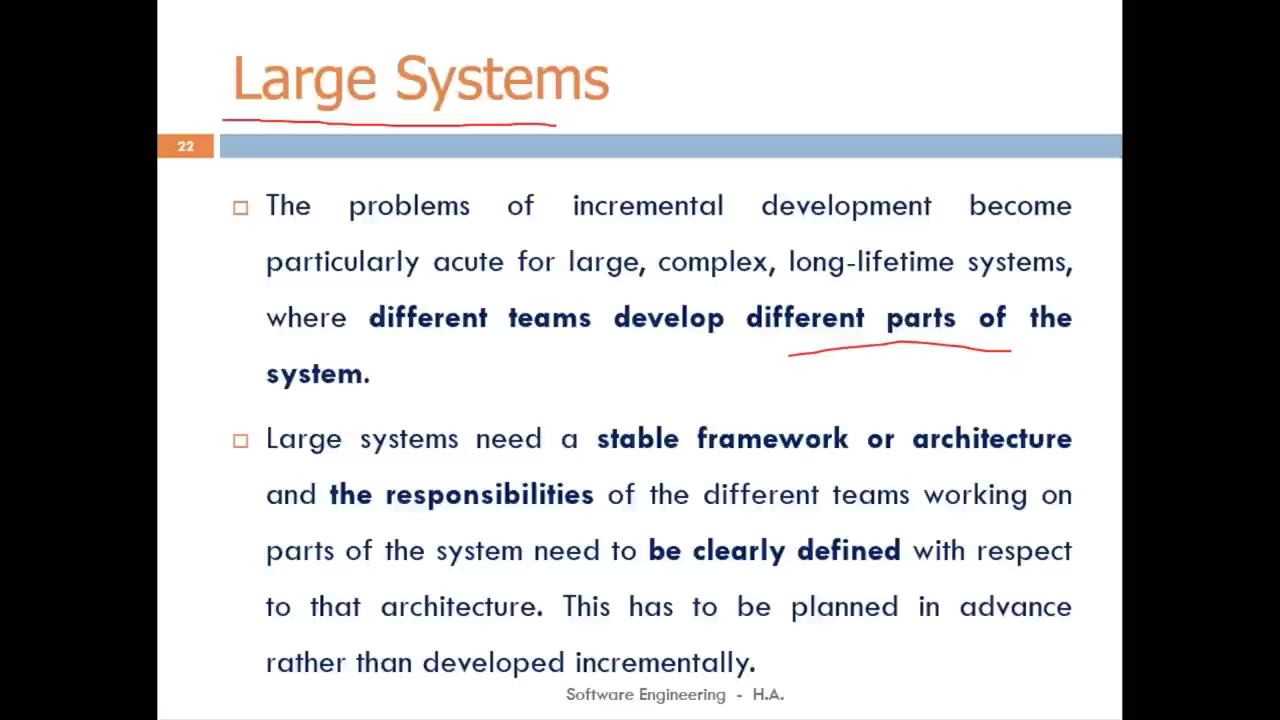 Large Systems
22
The problems of incremental development become
particularly acute for large, complex, long-lifetime systems,
where different teams develop different parts of the
system.
Large systems need a stable framework or architecture
and the responsibilities of the different teams working on
parts of the system need to be clearly defined with respect
to that architecture. This has to be planned in advance
rather than developed incrementally.
Software Engineering - H.A.